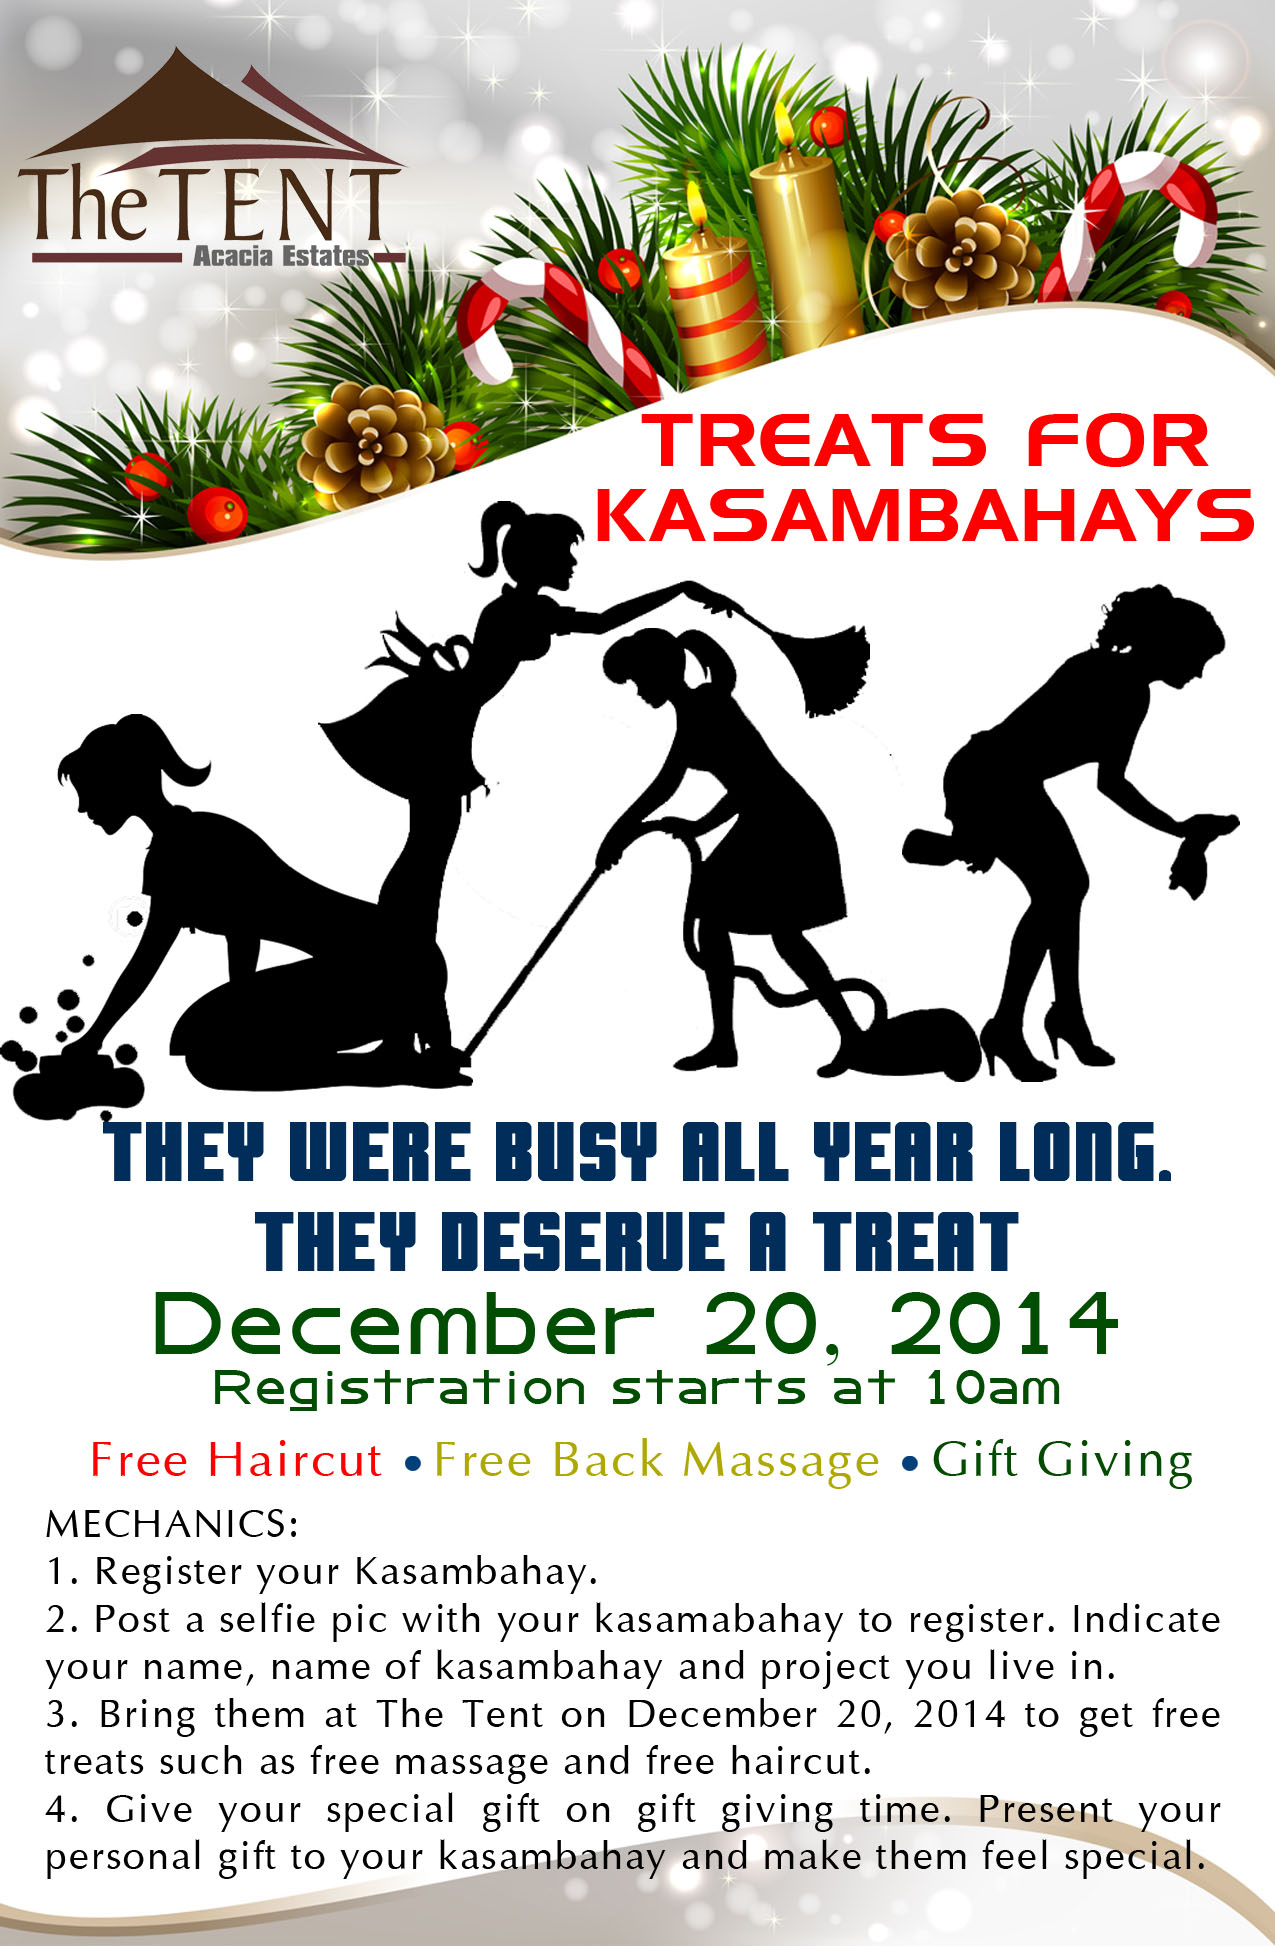 The TENT
Acacia Estates
TREATS FOR
KASAMBAHAYS
THEY WERE BUSY ALL YEAR LONG.
THEY DESERVE A TREAT
December 20, 2014
Registration starts at 10am
Free Haircut • Free Back Massage • Gift Giving
MECHANICS:
1. Register your Kasambahay.
2. Post a selfie pic with your kasamabahay to register. Indicate
your name, name of kasambahay and project you live in.
3. Bring them at The Tent on December 20, 2014 to get free
treats such as free massage and free haircut.
4. Give your special gift on gift giving time. Present your
personal gift to your kasambahay and make them feel special.